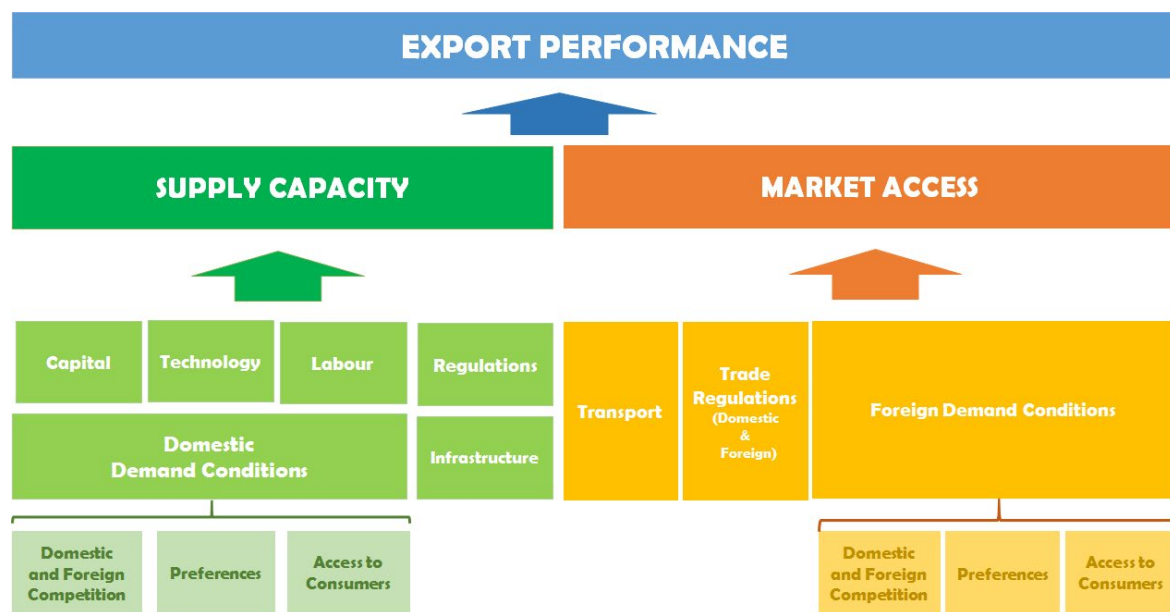 EXPORT PERFORMANCE
SUPPLY CAPACITY
MARKET ACCESS
Capital
Technology
Labour
Regulations
Domestic
Demand Conditions
Infrastructure
Transport
Trade
Regulations
(Domestic
&
Foreign)
Foreign Demand Conditions
Domestic
and Foreign
Competition
Preferences
Access to
Consumers
Domestic
and Foreign
Competition
Preferences
Access to
Consumers